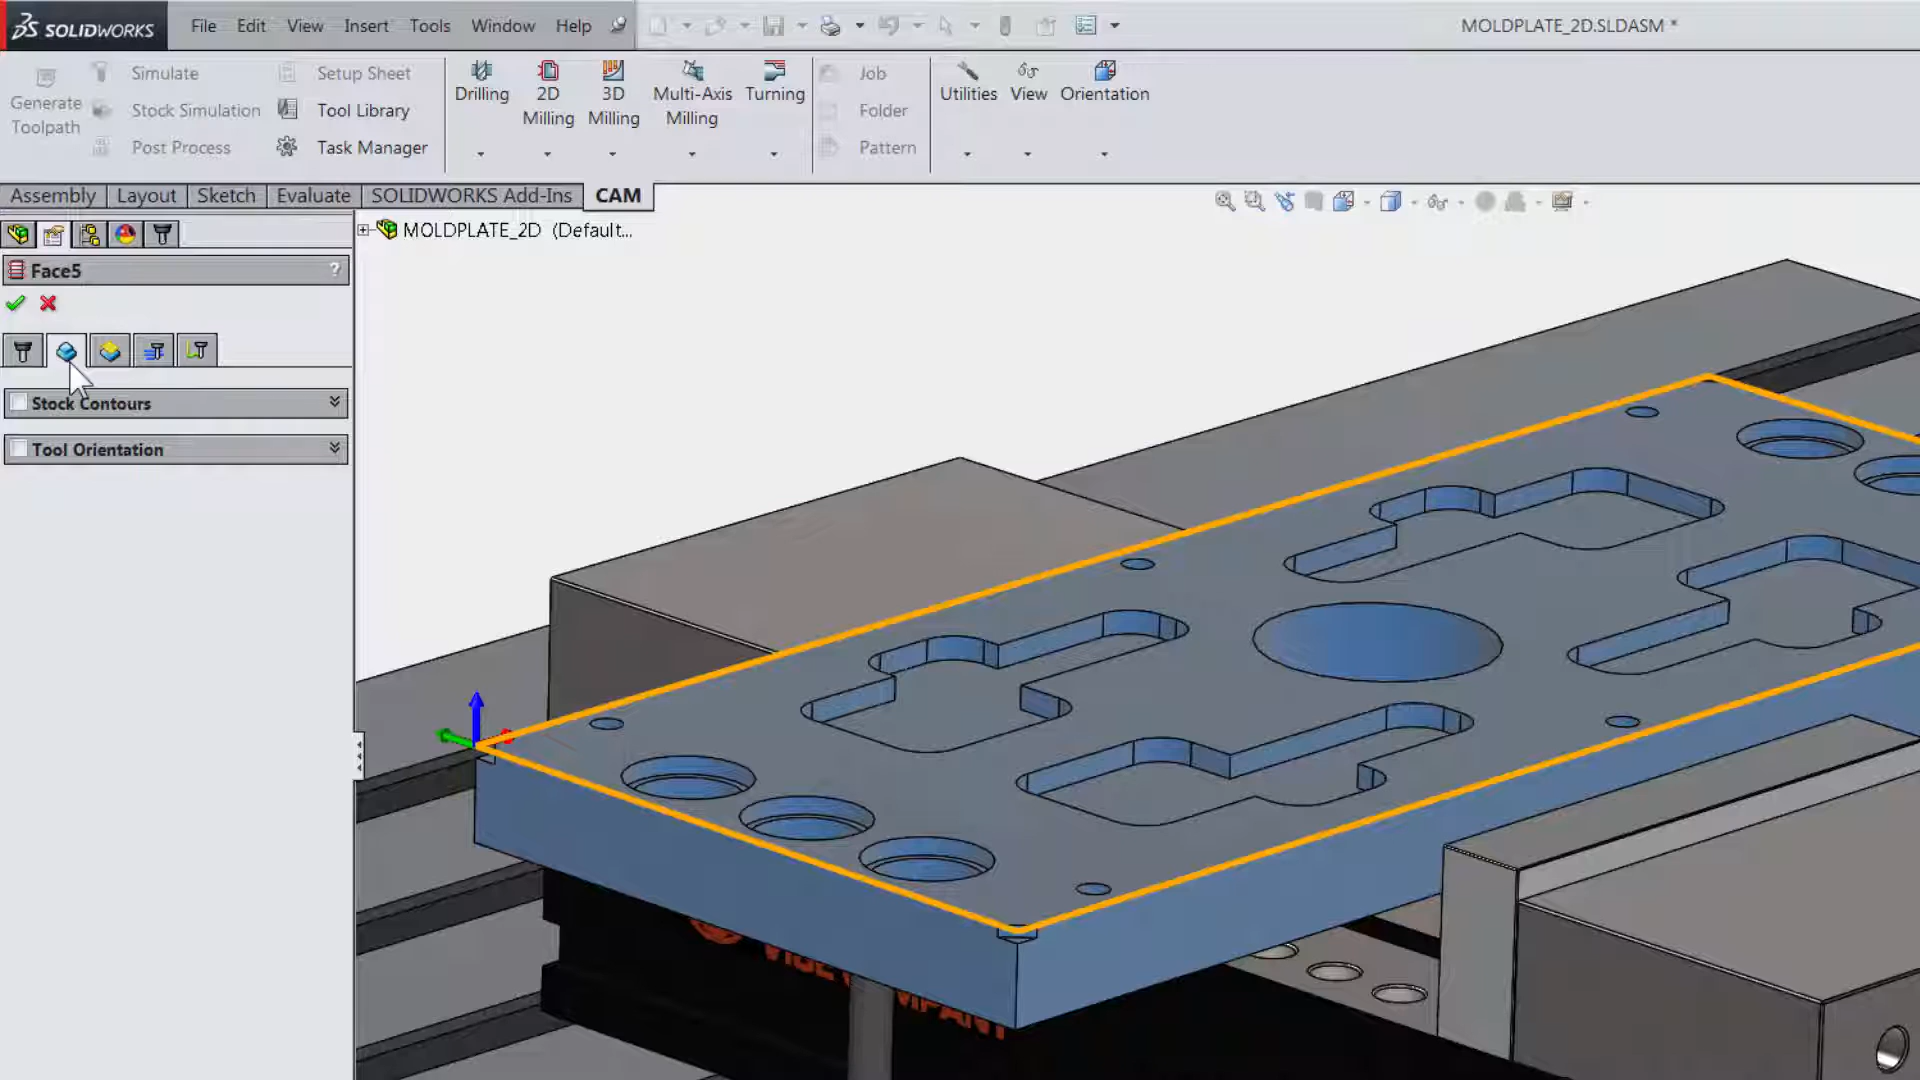 SOLIDWORKS File Edit View Insert Tools Window Help MOLDPLATE_2D.SLDASM *
Generate Toolpath
Simulate
Stock Simulation
Post Process
Setup Sheet
Tool Library
Task Manager
Drilling
2D Milling
3D Milling
Multi-Axis Milling
Turning
Job
Folder
Pattern
Utilities
View
Orientation
Assembly Layout Sketch Evaluate SOLIDWORKS Add-Ins CAM
MOLDPLATE_2D (Default...
Face5 ?
Stock Contours
Tool Orientation